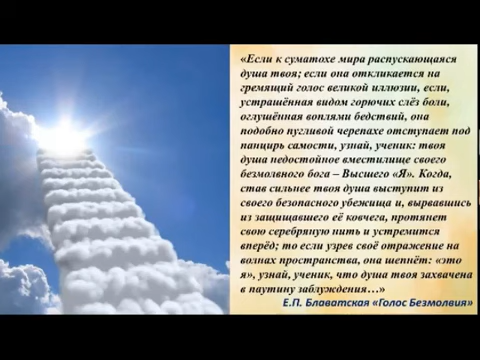 «Если к суматохе мира распускающаяся
душа твоя; если она откликается на
гремящий голос великой иллюзии, если,
устрашённая видом горючих слёз боли,
оглушённая воплями бедствий, она
подобно пугливой черепахе отступает под
панцирь самости, узнай, ученик: твоя
душа недостойное вместилище своего
безмолвного бога – Высшего «Я». Когда,
став сильнее твоя душа выступит из
своего безопасного убежища и, вырвавшись
из защищавшего её ковчега, протянет
свою серебряную нить и устремится
вперёд; то если узрев своё отражение на
волнах пространства, она шепнёт: «это
я», узнай, ученик, что душа твоя захвачена
в паутину заблуждения…»
Е.П. Блаватская «Голос Безмолвия»